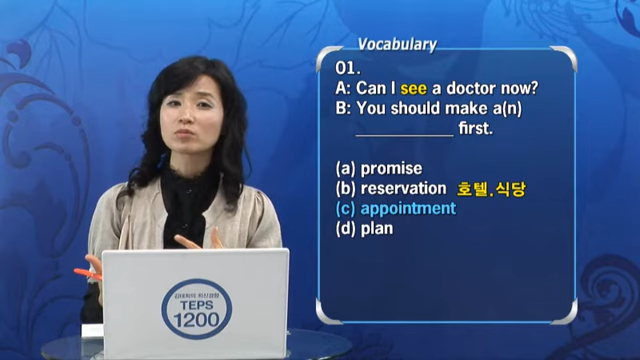 Vocabulary
01.
A: Can I see a doctor now?
B: You should make a(n)
____________ first.
(a) promise
(b) reservation 호텔.식당
(c) appointment
(d) plan
TEPS
1200